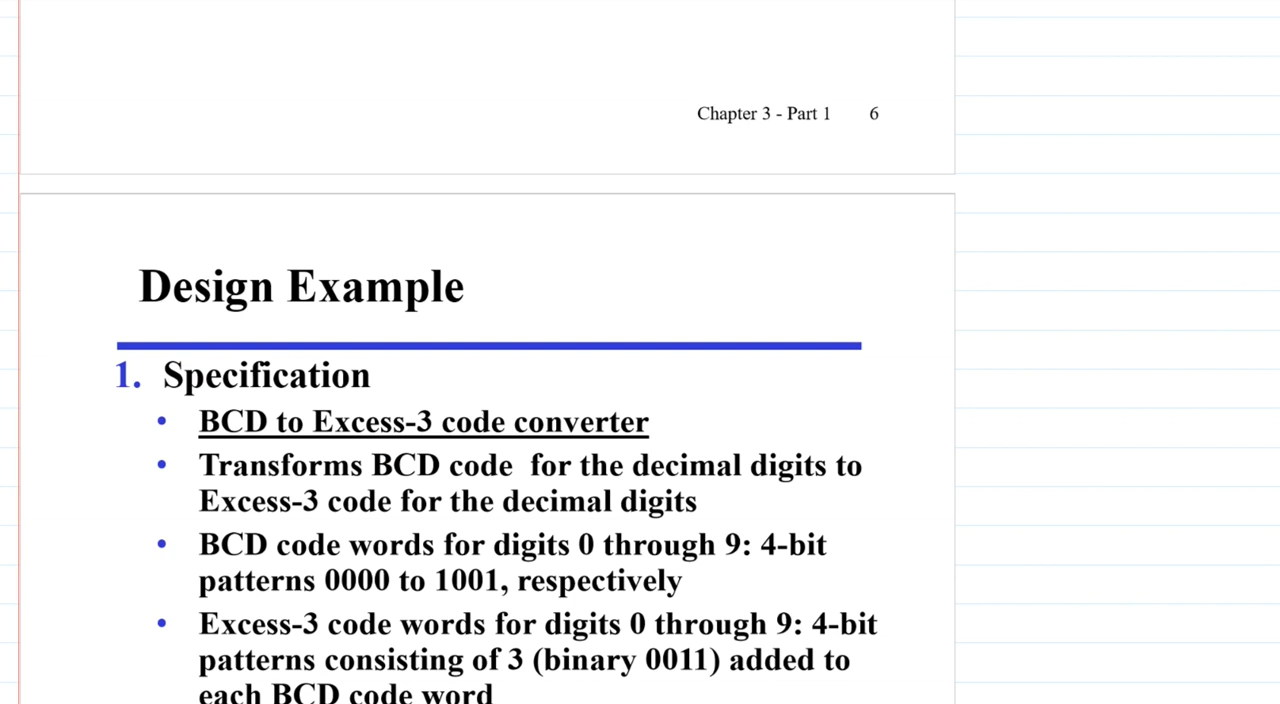 Chapter 3 - Part 1 6
Design Example
1. Specification
• BCD to Excess-3 code converter
• Transforms BCD code for the decimal digits to
Excess-3 code for the decimal digits
• BCD code words for digits 0 through 9: 4-bit
patterns 0000 to 1001, respectively
• Excess-3 code words for digits 0 through 9: 4-bit
patterns consisting of 3 (binary 0011) added to
each BCD code word